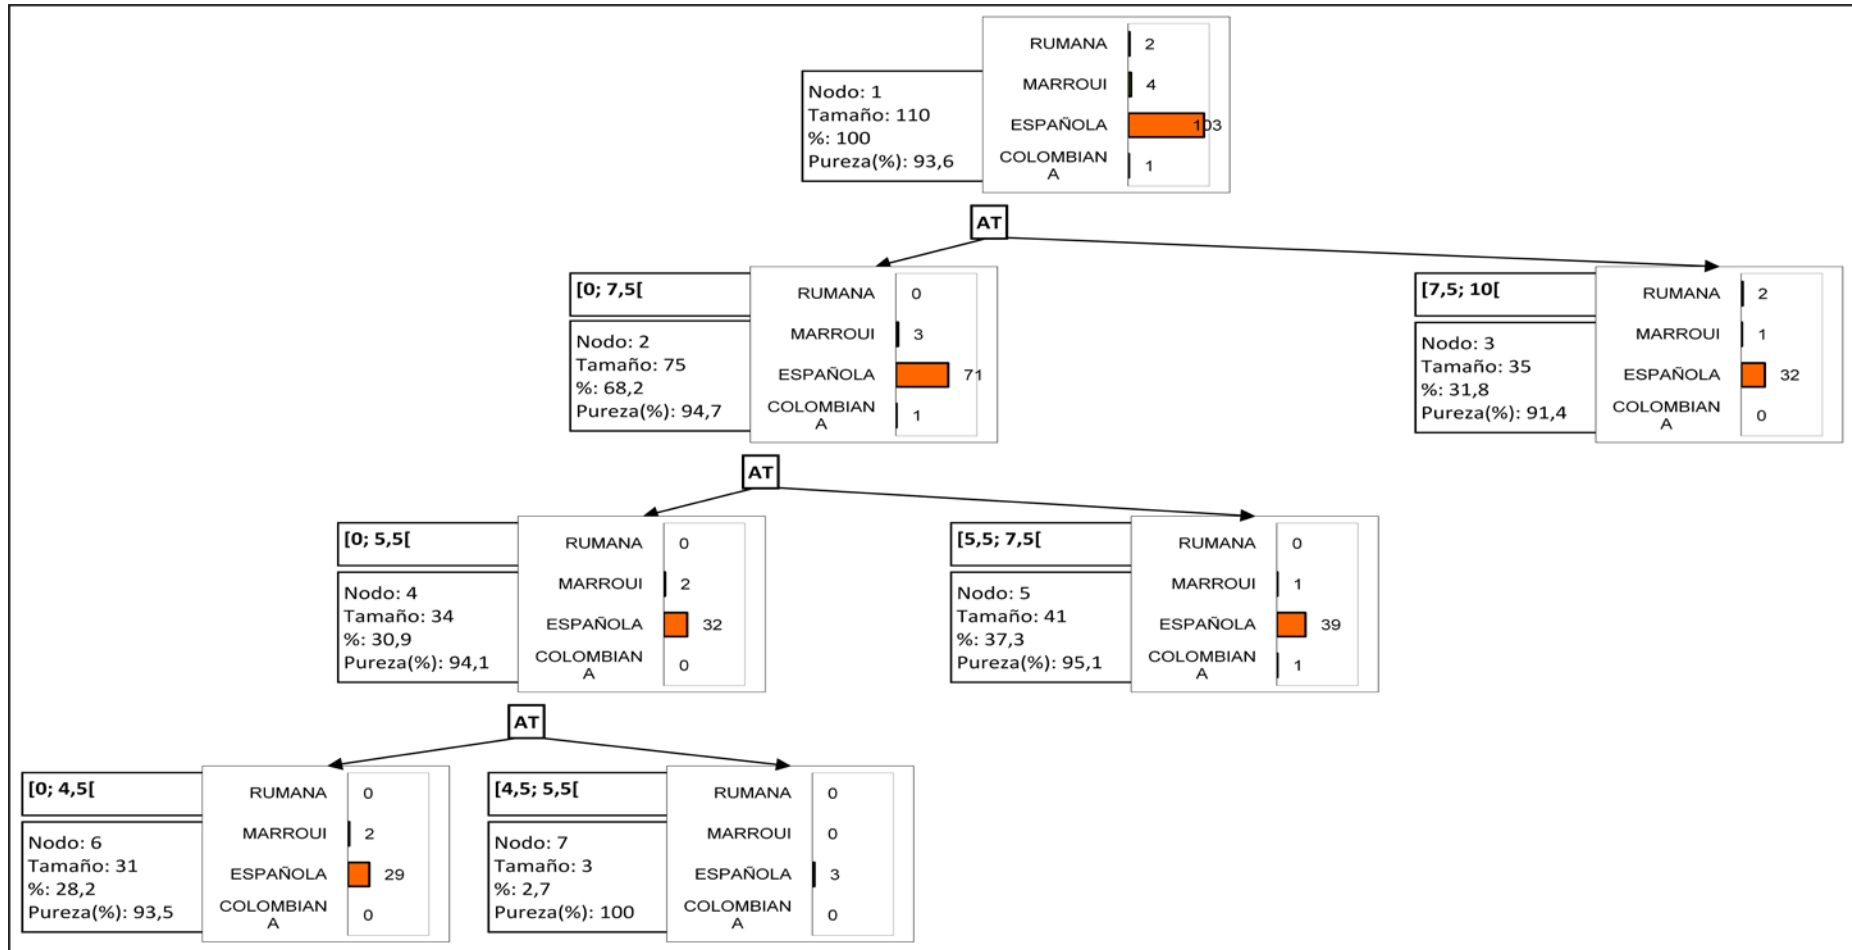 Nodo: 1
Tamaño: 110
%: 100
Pureza(%): 93,6
RUMANA 2
MARROUI 4
ESPAÑOLA 103
COLOMBIAN
A 1
AT
[0; 7,5[
Nodo: 2
Tamaño: 75
%: 68,2
Pureza(%): 94,7
RUMANA 0
MARROUI 3
ESPAÑOLA 71
COLOMBIAN
A 1
[7,5; 10[
Nodo: 3
Tamaño: 35
%: 31,8
Pureza(%): 91,4
RUMANA 2
MARROUI 1
ESPAÑOLA 32
COLOMBIAN
A 0
AT
[0; 5,5[
Nodo: 4
Tamaño: 34
%: 30,9
Pureza(%): 94,1
RUMANA 0
MARROUI 2
ESPAÑOLA 32
COLOMBIAN
A 0
[5,5; 7,5[
Nodo: 5
Tamaño: 41
%: 37,3
Pureza(%): 95,1
RUMANA 0
MARROUI 1
ESPAÑOLA 39
COLOMBIAN
A 1
AT
[0; 4,5[
Nodo: 6
Tamaño: 31
%: 28,2
Pureza(%): 93,5
RUMANA 0
MARROUI 2
ESPAÑOLA 29
COLOMBIAN
A 0
[4,5; 5,5[
Nodo: 7
Tamaño: 3
%: 2,7
Pureza(%): 100
RUMANA 0
MARROUI 0
ESPAÑOLA 3
COLOMBIAN
A 0